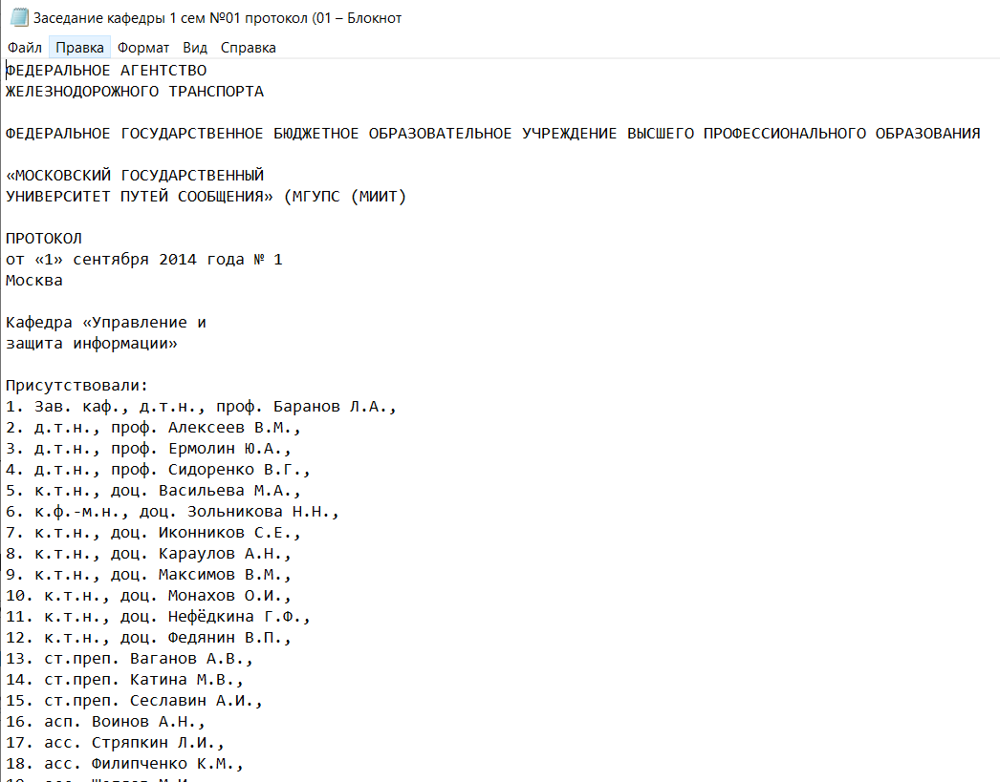 Заседание кафедры 1 сем №01 протокол (01 – Блокнот
Файл Правка Формат Вид Справка
ФЕДЕРАЛЬНОЕ АГЕНТСТВО
ЖЕЛЕЗНОДОРОЖНОГО ТРАНСПОРТА
ФЕДЕРАЛЬНОЕ ГОСУДАРСТВЕННОЕ БЮДЖЕТНОЕ ОБРАЗОВАТЕЛЬНОЕ УЧРЕЖДЕНИЕ ВЫСШЕГО ПРОФЕССИОНАЛЬНОГО ОБРАЗОВАНИЯ
«МОСКОВСКИЙ ГОСУДАРСТВЕННЫЙ
УНИВЕРСИТЕТ ПУТЕЙ СООБЩЕНИЯ» (МГУПС (МИИТ)
ПРОТОКОЛ
от «1» сентября 2014 года № 1
Москва
Кафедра «Управление и
защита информации»
Присутствовали:
1. Зав. каф., д.т.н., проф. Баранов Л.А.,
2. д.т.н., проф. Алексеев В.М.,
3. д.т.н., проф. Ермолин Ю.А.,
4. д.т.н., проф. Сидоренко В.Г.,
5. к.т.н., доц. Васильева М.А.,
6. к.ф.-м.н., доц. Зольникова Н.Н.,
7. к.т.н., доц. Иконников С.Е.,
8. к.т.н., доц. Караулов А.Н.,
9. к.т.н., доц. Максимов В.М.,
10. к.т.н., доц. Монахов О.И.,
11. к.т.н., доц. Нефёдкина Г.Ф.,
12. к.т.н., доц. Федянин В.П.,
13. ст.преп. Ваганов А.В.,
14. ст.преп. Катина М.В.,
15. ст.преп. Сеславин А.И.,
16. асп. Воинов А.Н.,
17. асс. Стряпкин Л.И.,
18. асс. Филипченко К.М.,